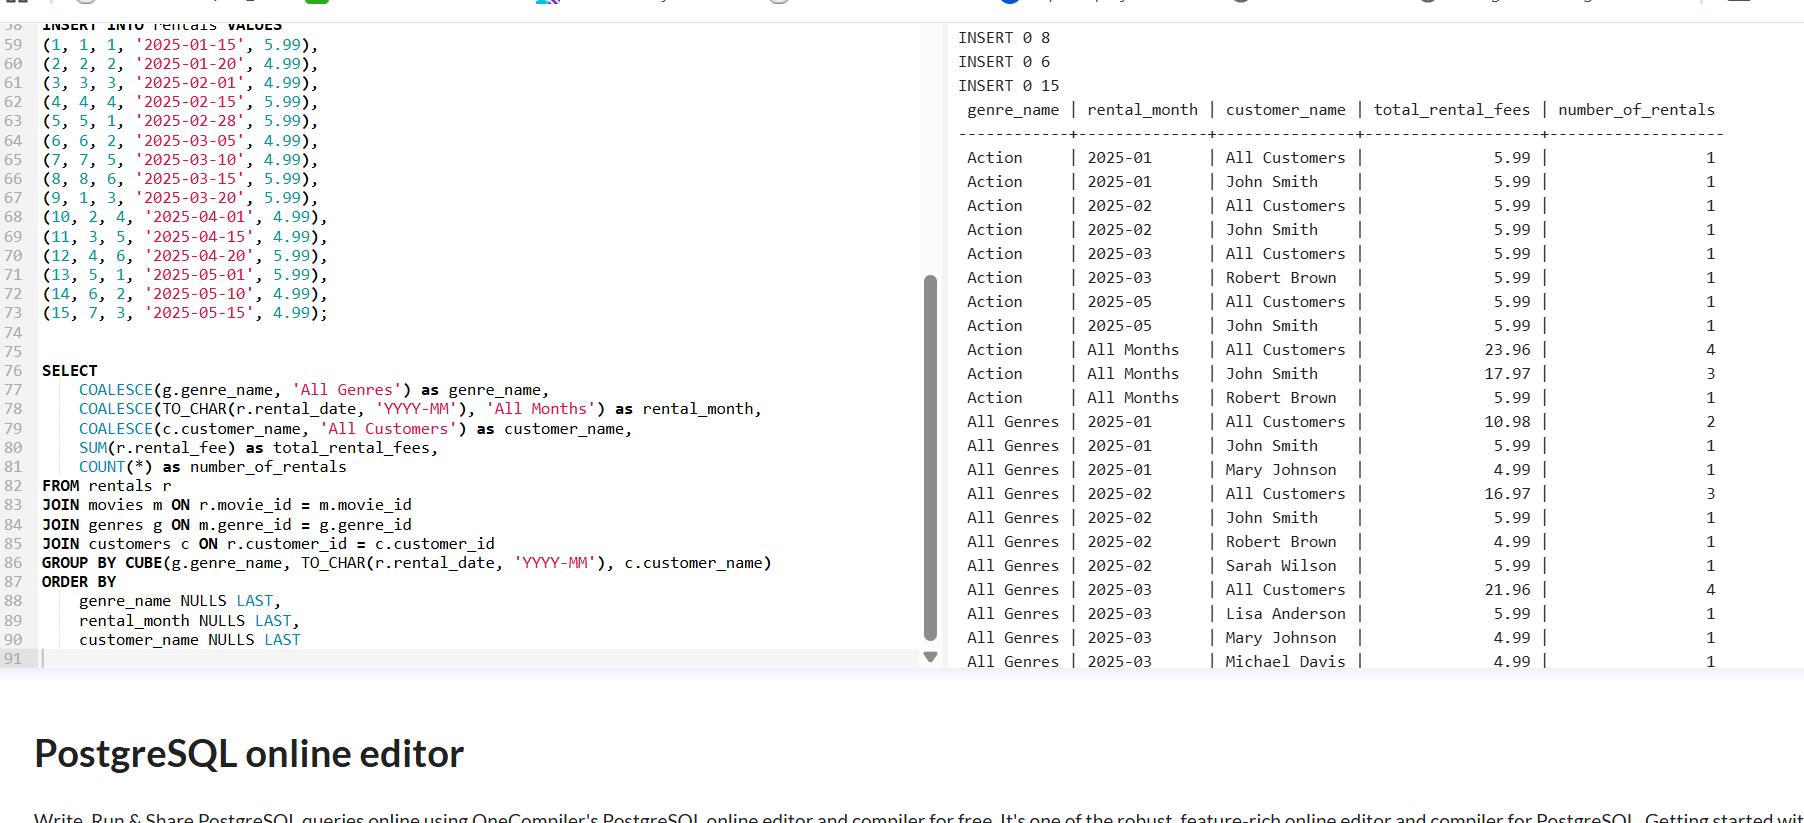 58 INSERT INTO rentals VALUES
59 (1, 1, 1, '2025-01-15', 5.99),
60 (2, 2, 2, '2025-01-20', 4.99),
61 (3, 3, 3, '2025-02-01', 4.99),
62 (4, 4, 4, '2025-02-15', 5.99),
63 (5, 5, 1, '2025-02-28', 5.99),
64 (6, 6, 2, '2025-03-05', 4.99),
65 (7, 7, 5, '2025-03-10', 4.99),
66 (8, 8, 6, '2025-03-15', 5.99),
67 (9, 1, 3, '2025-03-20', 5.99),
68 (10, 2, 4, '2025-04-01', 4.99),
69 (11, 3, 5, '2025-04-15', 4.99),
70 (12, 4, 6, '2025-04-20', 5.99),
71 (13, 5, 1, '2025-05-01', 5.99),
72 (14, 6, 2, '2025-05-10', 4.99),
73 (15, 7, 3, '2025-05-15', 4.99);
74
75
76 SELECT
77 COALESCE(g.genre_name, 'All Genres') as genre_name,
78 COALESCE(TO_CHAR(r.rental_date, 'YYYY-MM'), 'All Months') as rental_month,
79 COALESCE(c.customer_name, 'All Customers') as customer_name,
80 SUM(r.rental_fee) as total_rental_fees,
81 COUNT(*) as number_of_rentals
82 FROM rentals r
83 JOIN movies m ON r.movie_id = m.movie_id
84 JOIN genres g ON m.genre_id = g.genre_id
85 JOIN customers c ON r.customer_id = c.customer_id
86 GROUP BY CUBE(g.genre_name, TO_CHAR(r.rental_date, 'YYYY-MM'), c.customer_name)
87 ORDER BY
88 genre_name NULLS LAST,
89 rental_month NULLS LAST,
90 customer_name NULLS LAST
91
INSERT 0 8
INSERT 0 6
INSERT 0 15
genre_name | rental_month | customer_name | total_rental_fees | number_of_rentals
------------+--------------+---------------+-------------------+-------------------
Action | 2025-01 | All Customers | 5.99 | 1
Action | 2025-01 | John Smith | 5.99 | 1
Action | 2025-02 | All Customers | 5.99 | 1
Action | 2025-02 | John Smith | 5.99 | 1
Action | 2025-03 | All Customers | 5.99 | 1
Action | 2025-03 | Robert Brown | 5.99 | 1
Action | 2025-05 | All Customers | 5.99 | 1
Action | 2025-05 | John Smith | 5.99 | 1
Action | All Months | All Customers | 23.96 | 4
Action | All Months | John Smith | 17.97 | 3
Action | All Months | Robert Brown | 5.99 | 1
All Genres | 2025-01 | All Customers | 10.98 | 2
All Genres | 2025-01 | John Smith | 5.99 | 1
All Genres | 2025-01 | Mary Johnson | 4.99 | 1
All Genres | 2025-02 | All Customers | 16.97 | 3
All Genres | 2025-02 | John Smith | 5.99 | 1
All Genres | 2025-02 | Robert Brown | 4.99 | 1
All Genres | 2025-02 | Sarah Wilson | 5.99 | 1
All Genres | 2025-03 | All Customers | 21.96 | 4
All Genres | 2025-03 | Lisa Anderson | 5.99 | 1
All Genres | 2025-03 | Mary Johnson | 4.99 | 1
All Genres | 2025-03 | Michael Davis | 4.99 | 1
PostgreSQL online editor
Write, Run & Share PostgreSQL queries online using OneCompiler's PostgreSQL online editor and compiler for free. It's one of the robust, feature-rich online editor and compiler for PostgreSQL. Getting started